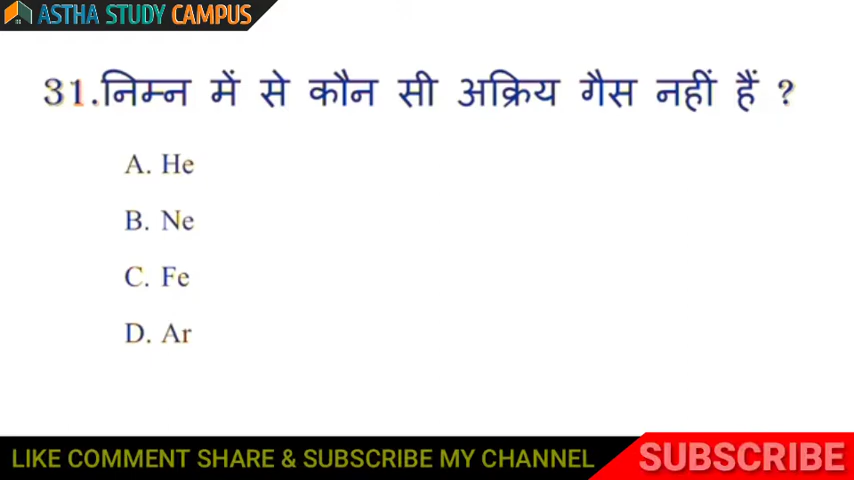 ASTHA STUDY CAMPUS
31.निम्न में से कौन सी अक्रिय गैस नहीं हैं ?
A. He
B. Ne
C. Fe
D. Ar
LIKE COMMENT SHARE & SUBSCRIBE MY CHANNEL
SUBSCRIBE